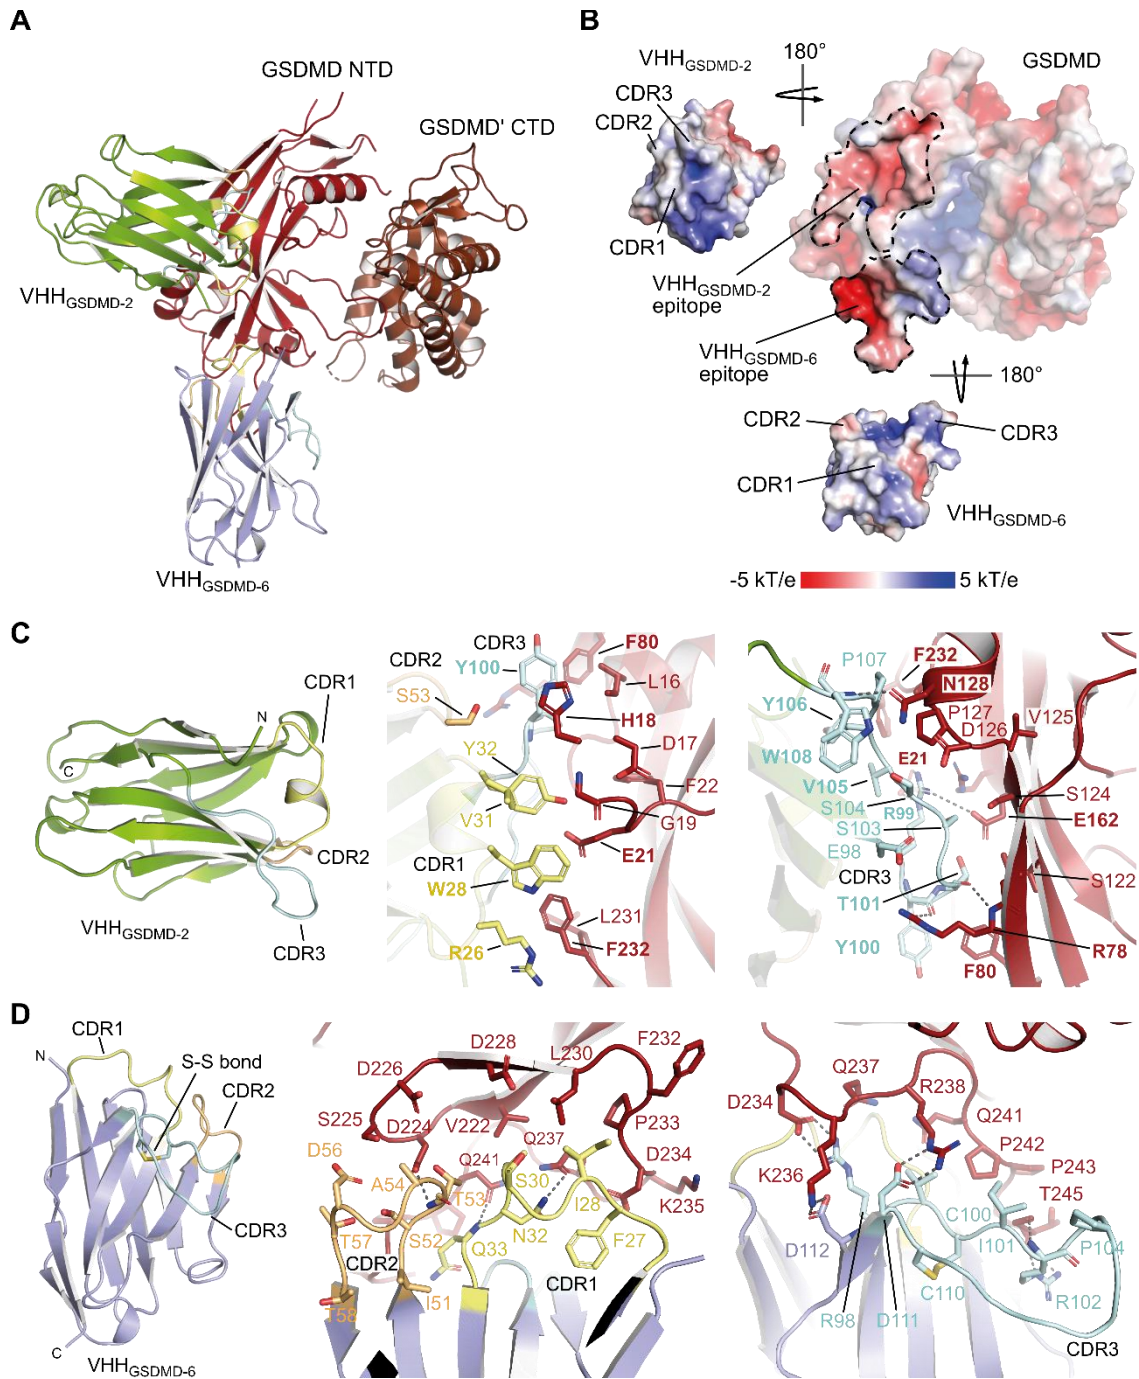 A
GSDMD NTD
GSDMD' CTD
VHHGSDMD-2
VHHGSDMD-6
B
VHHGSDMD-2
180°
GSDMD
CDR3
CDR2
CDR1
VHHGSDMD-2
epitope
VHHGSDMD-6
epitope
180°
CDR2
CDR3
CDR1
VHHGSDMD-6
-5 kT/e
5 kT/e
C
CDR1
N
C
CDR2
VHHGSDMD-2
CDR3
CDR3
F80
CDR2
Y100
L16
S53
H18
Y32
D17
F22
V31
G19
CDR1
E21
W28
L231
R26
F232
P107
F232
N128
Y106
P127
V125
D126
W108
E21
V105
S124
S104
R99
E162
S103
E98
CDR3
S122
T101
R78
Y100
F80
D
CDR1
N
S-S bond
CDR2
CDR3
C
VHHGSDMD-6
D228
L230
F232
D226
S225
P233
D224
V222
Q237
D234
D56
Q241
S30
A54
T53
K235
I28
T57
S52
N32
F27
CDR2
Q33
CDR1
T58
I51
Q237
R238
D234
Q241
P242
K236
P243
T245
C100
D112
I101
P104
C110
R102
R98
D111
CDR3